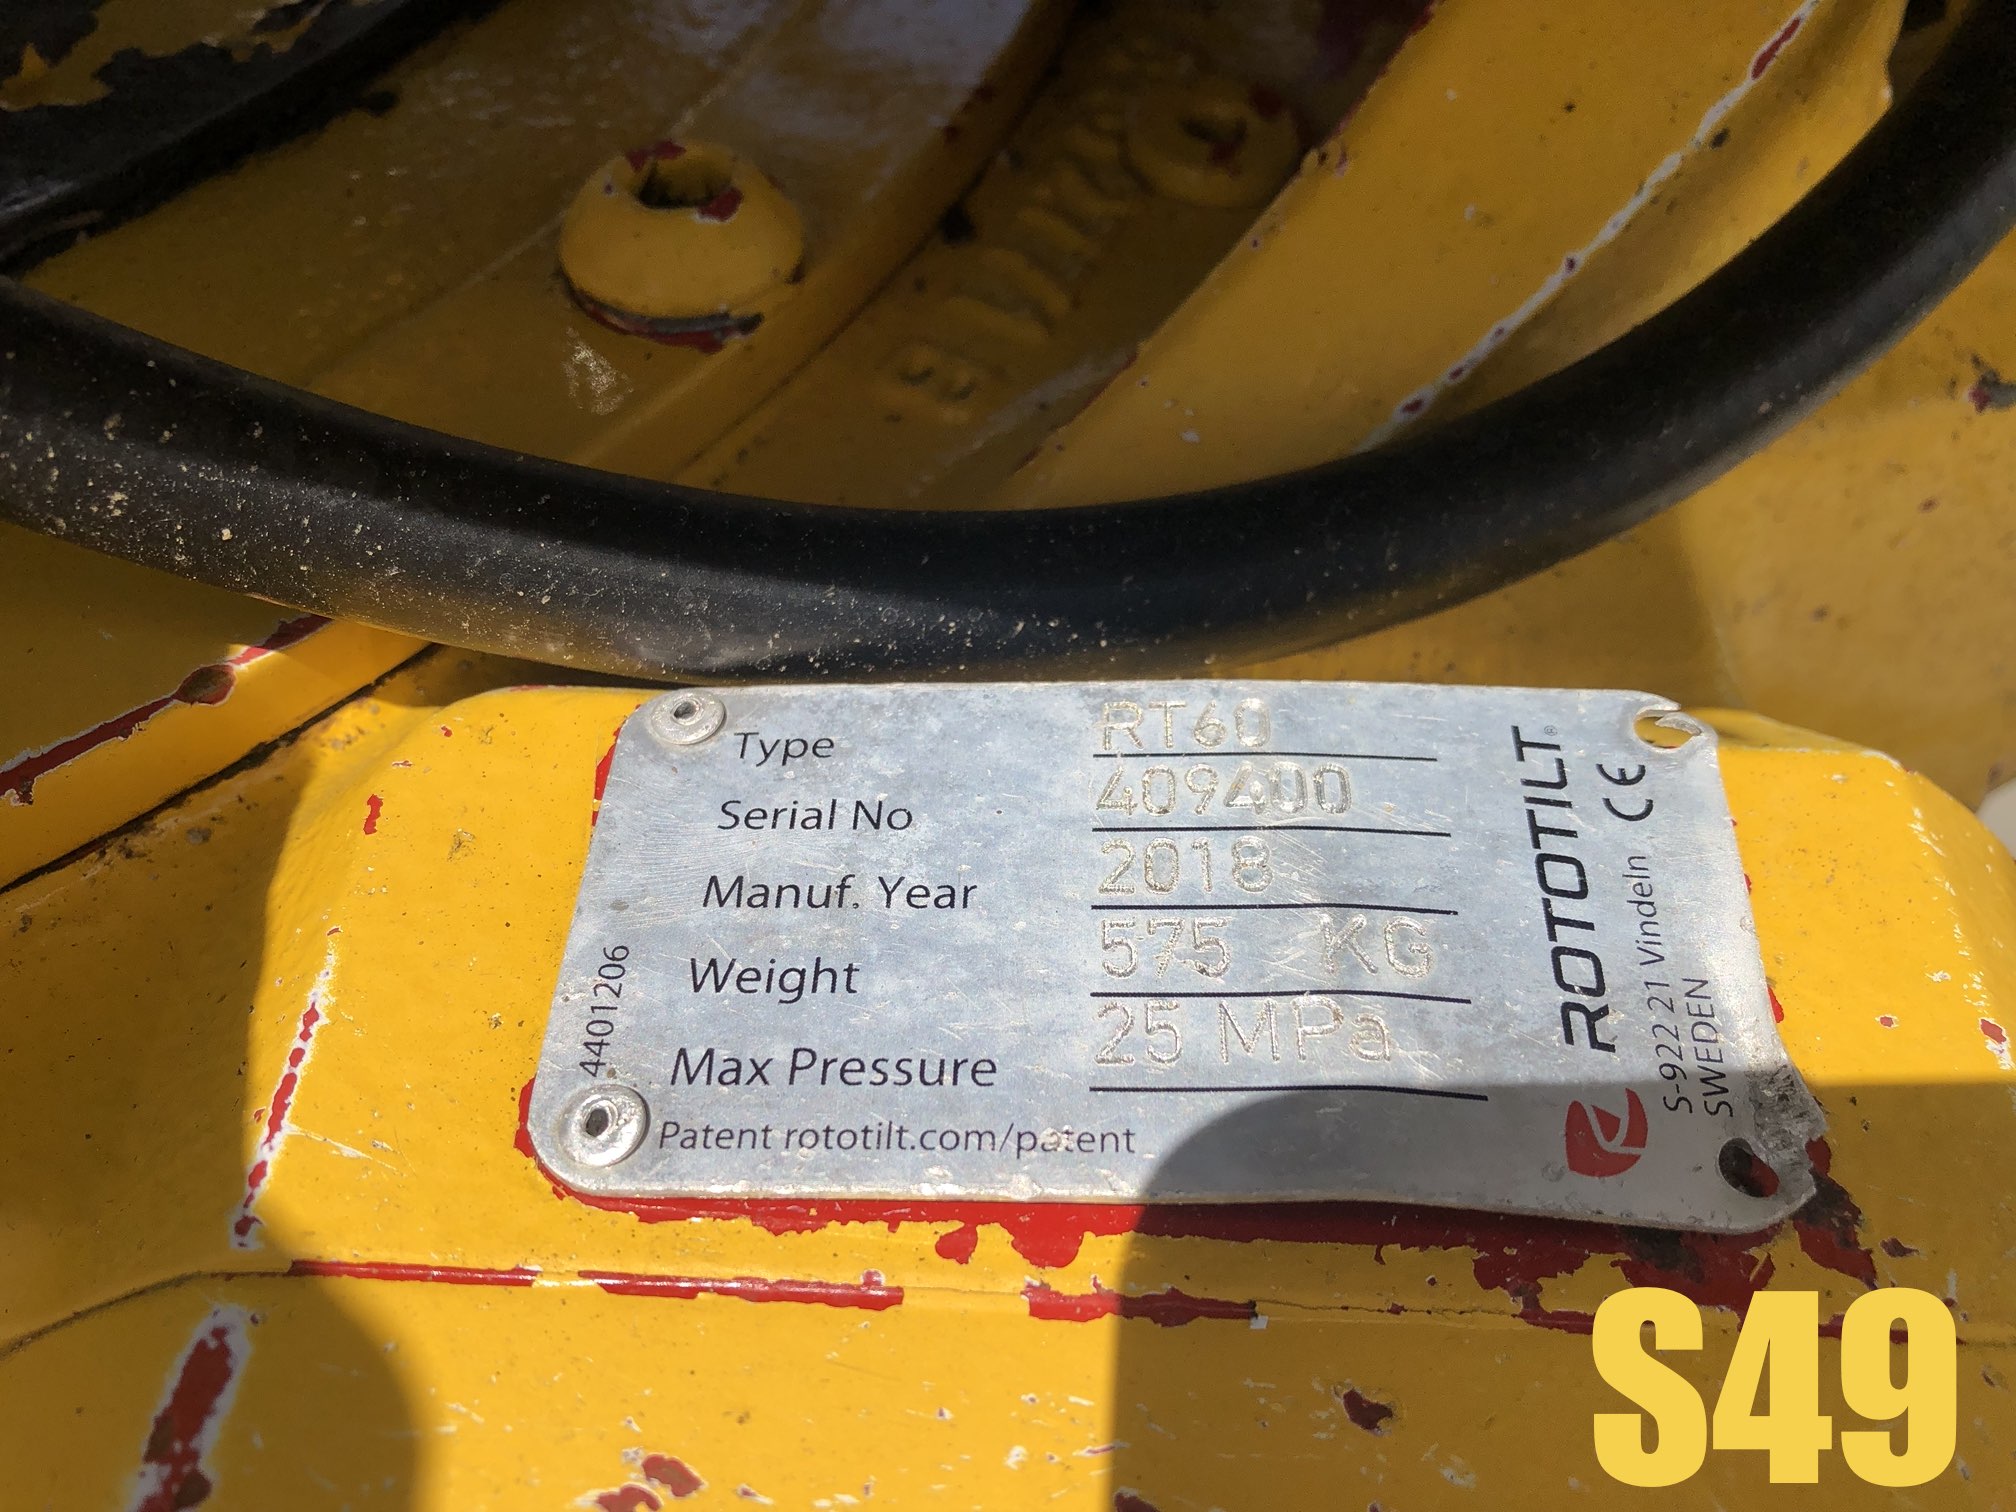 Type RT60
Serial No 409400
Manuf. Year 2018
Weight 575 KG
Max Pressure 25 MPa
Patent rototilt.com/patent
4401206
ROTOTILT®
S-922 21 Vindeln CE
SWEDEN
S49